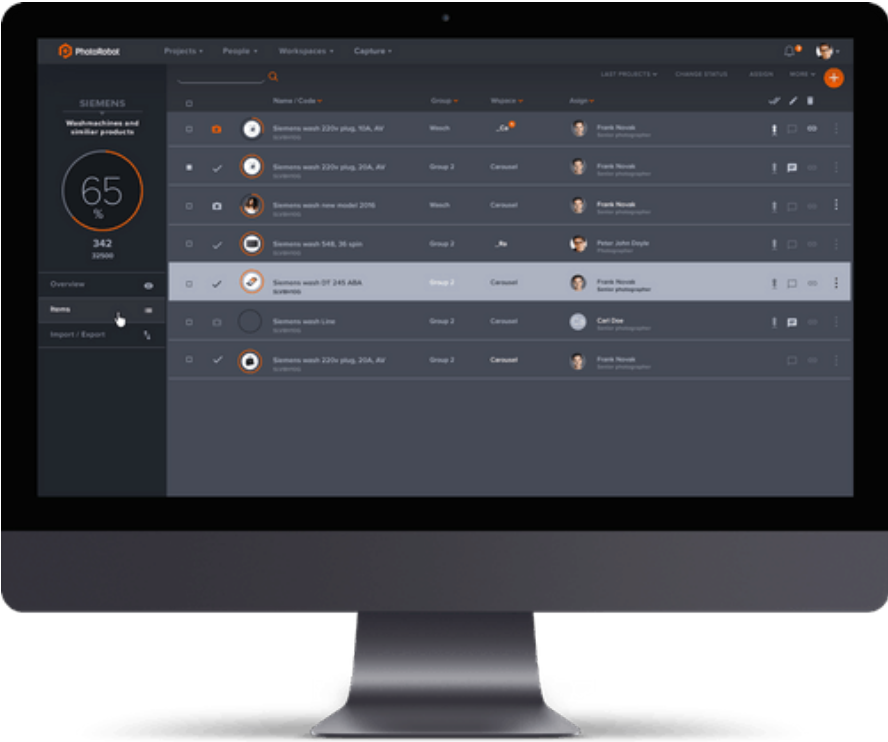 PhotoRobot
Projects
People
Workspaces
Capture
LAST PROJECTS
CHANGE STATUS
ASSIGN
MORE
SIEMENS
Washmachines and
similiar products
65
%
342
32500
Overview
Items
Import / Export
Name / Code
Group
Wspace
Asign
Siemens wash 220v plug, 10A, AV
Wasch
Frank Novak
Senior photographer
Siemens wash 220v plug, 20A, AV
Group 2
Carousel
Frank Novak
Senior photographer
Siemens wash new model 2016
Wasch
Carousel
Frank Novak
Senior photographer
Siemens wash 548, 36 spin
Group 2
Peter John Doyle
Photographer
Siemens wash DT 245 ABA
Group 2
Carousel
Frank Novak
Senior photographer
Siemens wash Line
Group 2
Carousel
Carl Doe
Senior photographer
Siemens wash 220v plug, 20A, AV
Group 2
Carousel
Frank Novak
Senior photographer